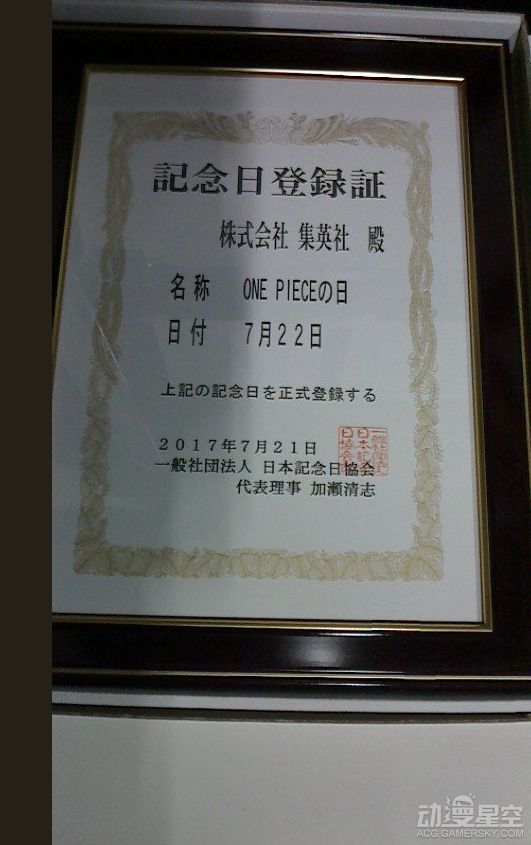 記念日登録証
株式会社 集英社 殿
名称 ONE PIECEの日
日付 7月22日
上記の記念日を正式登録する
2017年7月21日
一般社団法人 日本記念日協会
代表理事 加瀬清志
动漫星空
ACG.GAMERSKY.COM